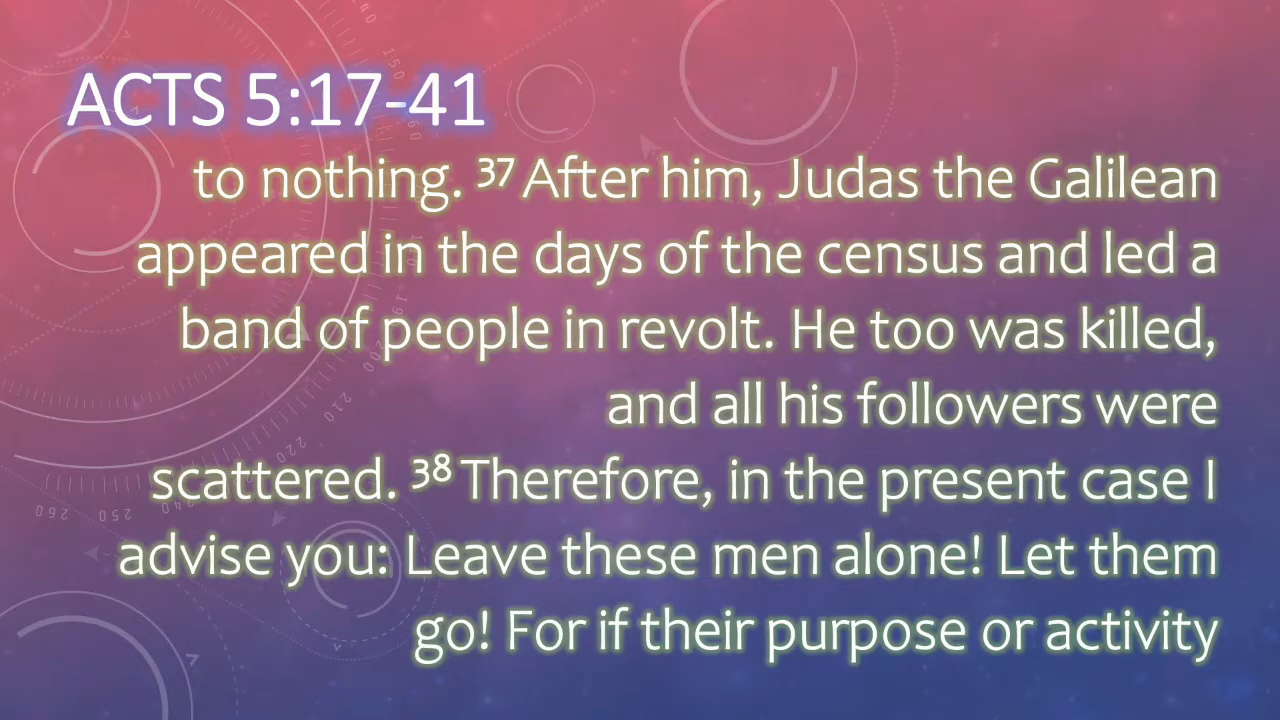 ACTS 5:17-41
to nothing. ³⁷ After him, Judas the Galilean
appeared in the days of the census and led a
band of people in revolt. He too was killed,
and all his followers were
scattered. ³⁸ Therefore, in the present case I
advise you: Leave these men alone! Let them
go! For if their purpose or activity